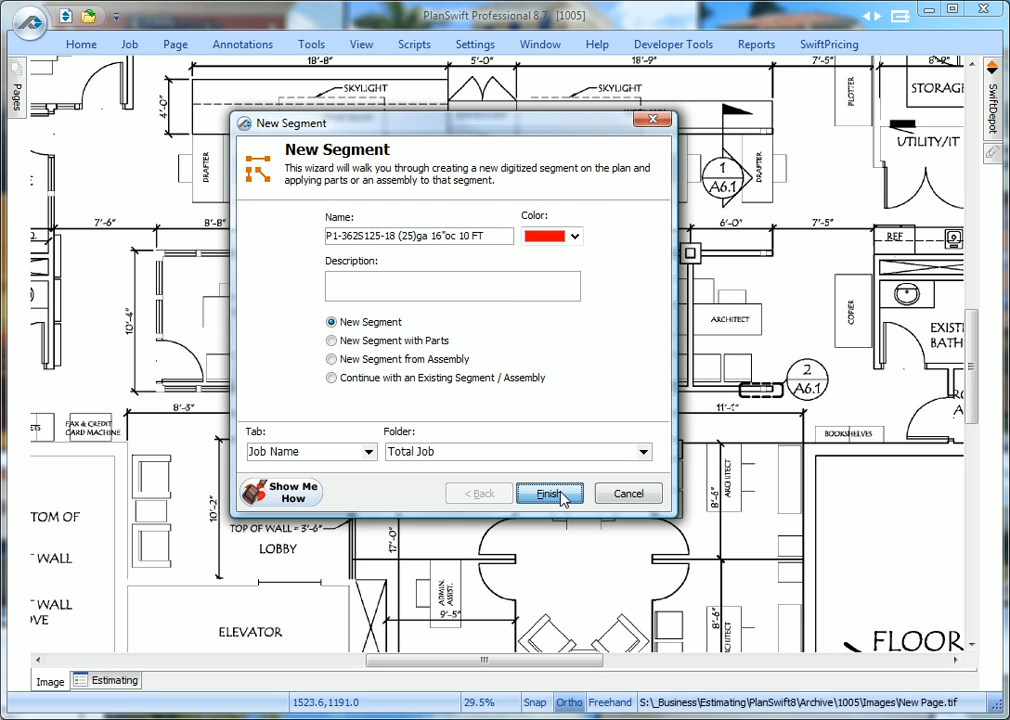 PlanSwift Professional 8.7 [1005]
Home Job Page Annotations Tools View Scripts Settings Window Help Developer Tools Reports SwiftPricing
Pages
SwiftDepot
18'-8" 5'-0" 18'-9" 7'-5" 8'-9"
SKYLIGHT SKYLIGHT
4'-0"
PLOTTER
STORAGE
DRAFTER
DRAFTER
1
A6.1
UTILITY/IT
7'-6" 8'-8" 6'-0" 7'-5"
REF
10'-4"
ARCHITECT
COPIER
EXISTI
BATH
2
A6.1
8'-3" 11'-1"
FAX & CREDIT
CARD MACHINE
BOOKSHELVES
New Segment
New Segment
This wizard will walk you through creating a new digitized segment on the plan and
applying parts or an assembly to that segment.
Name: Color:
P1-362S125-18 (25)ga 16"oc 10 FT
Description:
New Segment
New Segment with Parts
New Segment from Assembly
Continue with an Existing Segment / Assembly
Tab: Folder:
Job Name Total Job
Show Me
How
< Back Finish Cancel
ARCHITECT
10'-2"
TOM OF
TOP OF WALL = 3'-6"
17'-0"
WALL
LOBBY
ADMIN.
ASSIST.
9'-5"
8'-6"
ARCHITECT
WALL
OVE
ELEVATOR
FLOOR
Image Estimating
1523.6,1191.0 29.5% Snap Ortho Freehand S:\_Business\Estimating\PlanSwift8\Archive\1005\Images\New Page.tif